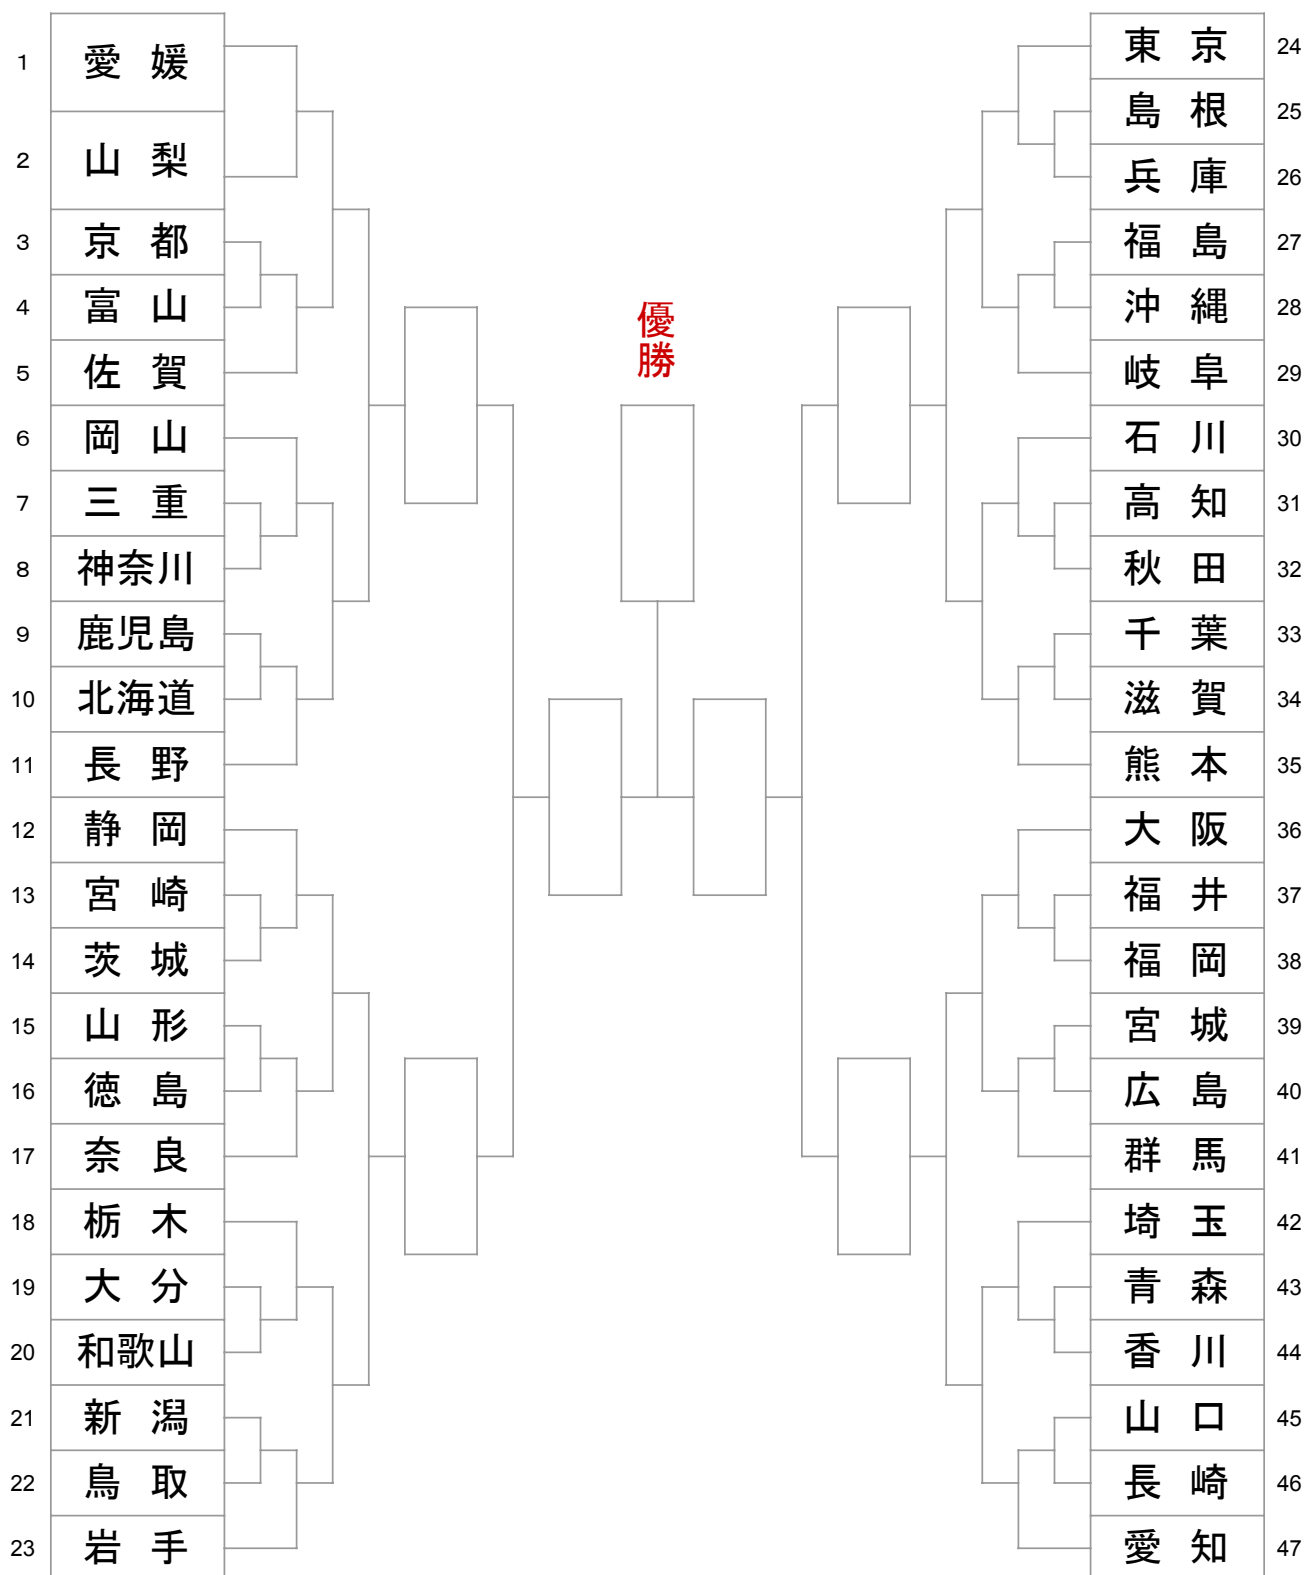 1 愛媛
2 山梨
3 京都
4 富山
5 佐賀
6 岡山
7 三重
8 神奈川
9 鹿児島
10 北海道
11 長野
12 静岡
13 宮崎
14 茨城
15 山形
16 徳島
17 奈良
18 栃木
19 大分
20 和歌山
21 新潟
22 鳥取
23 岩手
優勝
東京 24
島根 25
兵庫 26
福島 27
沖縄 28
岐阜 29
石川 30
高知 31
秋田 32
千葉 33
滋賀 34
熊本 35
大阪 36
福井 37
福岡 38
宮城 39
広島 40
群馬 41
埼玉 42
青森 43
香川 44
山口 45
長崎 46
愛知 47